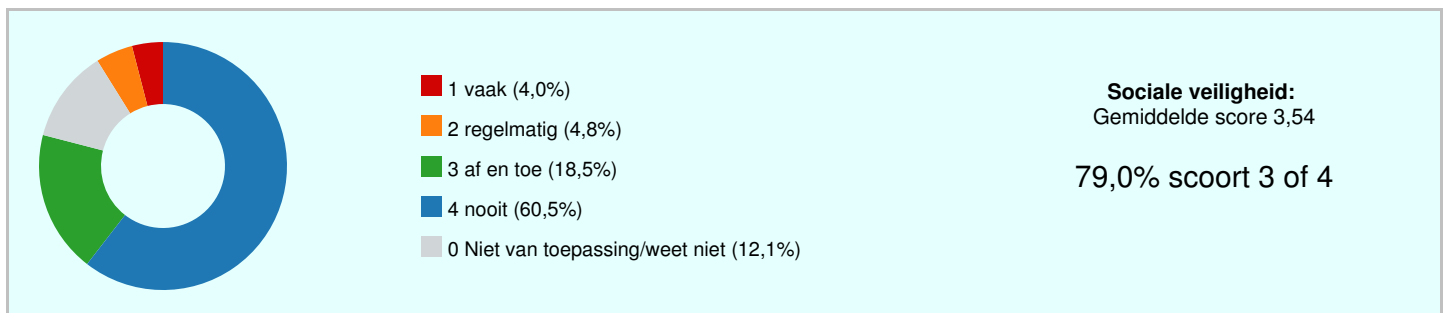 1 vaak (4,0%)
2 regelmatig (4,8%)
3 af en toe (18,5%)
4 nooit (60,5%)
0 Niet van toepassing/weet niet (12,1%)
Sociale veiligheid:
Gemiddelde score 3,54
79,0% scoort 3 of 4